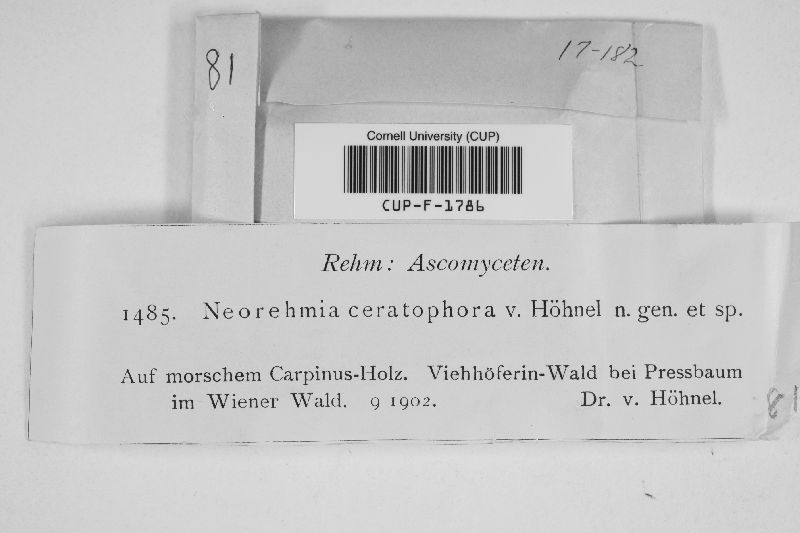 81
17-182
Cornell University (CUP)
CUP-F-1786
Rehm: Ascomyceten.
1485. Neorehmia ceratophora v. Höhnel n. gen. et sp.
Auf morschem Carpinus-Holz. Viehhöferin-Wald bei Pressbaum
im Wiener Wald. 9 1902. Dr. v. Höhnel.
81